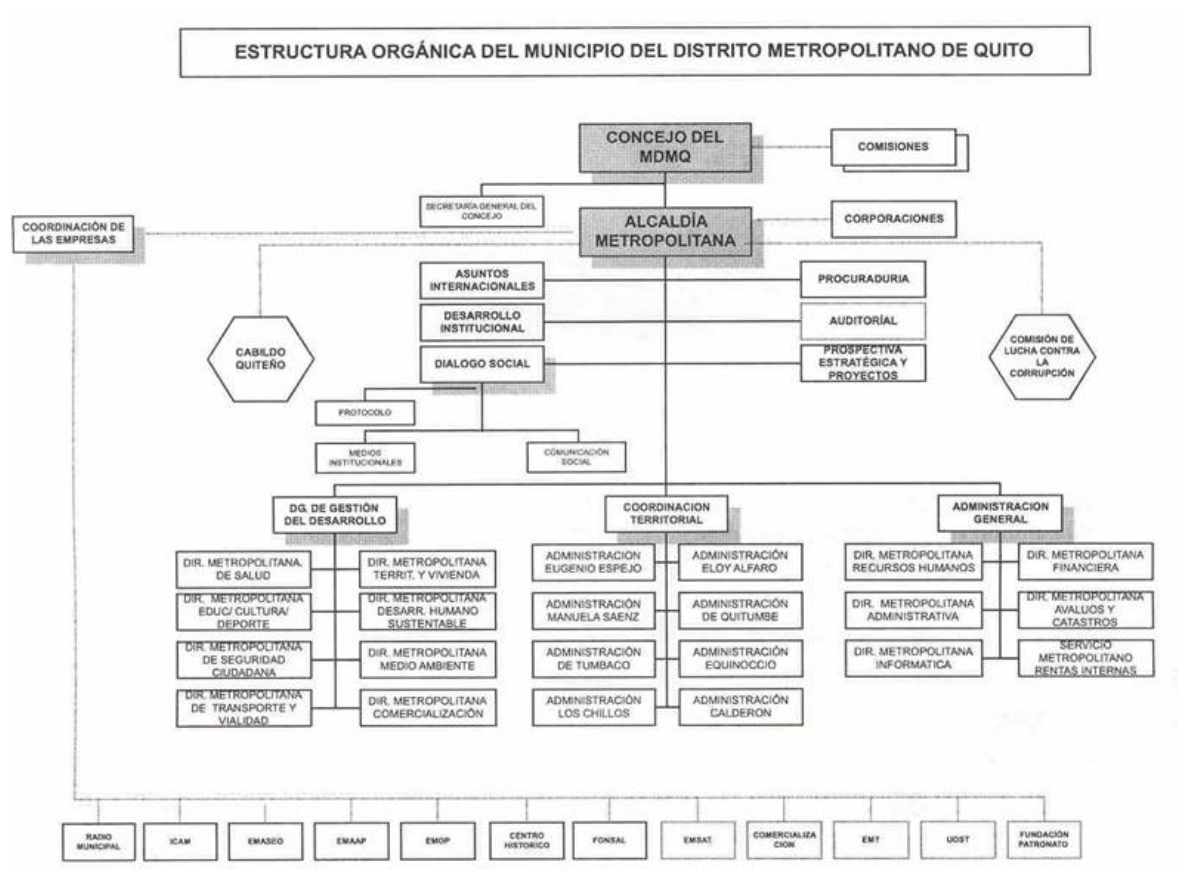 ESTRUCTURA ORGÁNICA DEL MUNICIPIO DEL DISTRITO METROPOLITANO DE QUITO
CONCEJO DEL
MDMQ
COMISIONES
SECRETARÍA GENERAL DEL
CONCEJO
ALCALDÍA
METROPOLITANA
CORPORACIONES
COORDINACIÓN DE
LAS EMPRESAS
ASUNTOS
INTERNACIONALES
PROCURADURIA
DESARROLLO
INSTITUCIONAL
AUDITORÍAL
CABILDO
QUITEÑO
DIALOGO SOCIAL
PROSPECTIVA
ESTRATÉGICA Y
PROYECTOS
COMISIÓN DE
LUCHA CONTRA
LA
CORRUPCIÓN
PROTOCOLO
MEDIOS
INSTITUCIONALES
COMUNICACIÓN
SOCIAL
DG. DE GESTIÓN
DEL DESARROLLO
COORDINACION
TERRITORIAL
ADMINISTRACION
GENERAL
DIR. METROPOLITANA.
DE SALUD
DIR. METROPOLITANA
TERRIT. Y VIVIENDA
DIR. METROPOLITANA
EDUC/ CULTURA/
DEPORTE
DIR. METROPOLITANA
DESARR. HUMANO
SUSTENTABLE
DIR. METROPOLITANA
DE SEGURIDAD
CIUDADANA
DIR. METROPOLITANA
MEDIO AMBIENTE
DIR. METROPOLITANA
DE TRANSPORTE Y
VIALIDAD
DIR. METROPOLITANA
COMERCIALIZACIÓN
ADMINISTRACION
EUGENIO ESPEJO
ADMINISTRACIÓN
ELOY ALFARO
ADMINISTRACIÓN
MANUELA SAENZ
ADMINISTRACIÓN
DE QUITUMBE
ADMINISTRACIÓN
DE TUMBACO
ADMINISTRACIÓN
EQUINOCCIO
ADMINISTRACIÓN
LOS CHILLOS
ADMINISTRACIÓN
CALDERON
DIR. METROPOLITANA
RECURSOS HUMANOS
DIR. METROPOLITANA
FINANCIERA
DIR. METROPOLITANA
ADMINISTRATIVA
DIR. METROPOLITANA
AVALUOS Y
CATASTROS
DIR. METROPOLITANA
INFORMATICA
SERVICIO
METROPOLITANO
RENTAS INTERNAS
RADIO
MUNICIPAL
ICAM
EMASEO
EMAAP
EMOP
CENTRO
HISTORICO
FONSAL
EMSAT
COMERCIALIZA
CION
EMT
UOST
FUNDACIÓN
PATRONATO